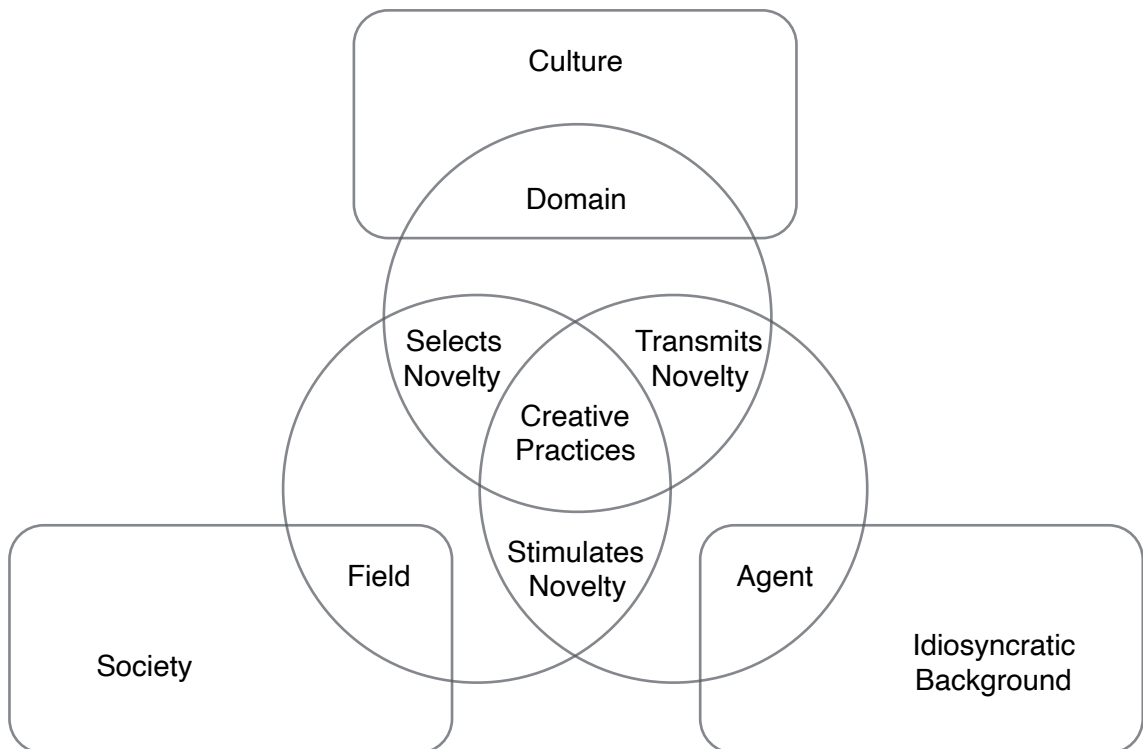 Culture
Domain
Selects
Novelty
Transmits
Novelty
Creative
Practices
Stimulates
Novelty
Field
Agent
Society
Idiosyncratic
Background